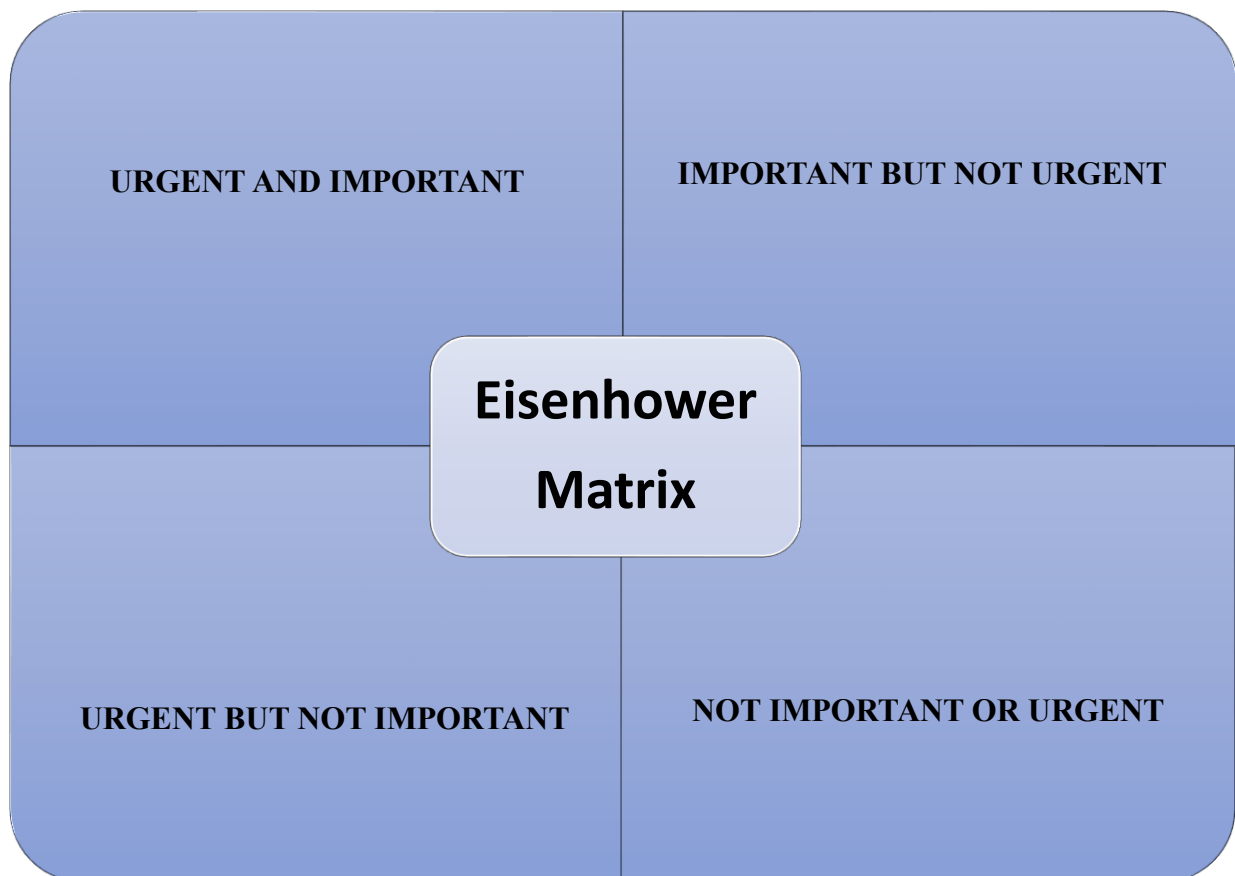 URGENT AND IMPORTANT
IMPORTANT BUT NOT URGENT
Eisenhower
Matrix
URGENT BUT NOT IMPORTANT
NOT IMPORTANT OR URGENT